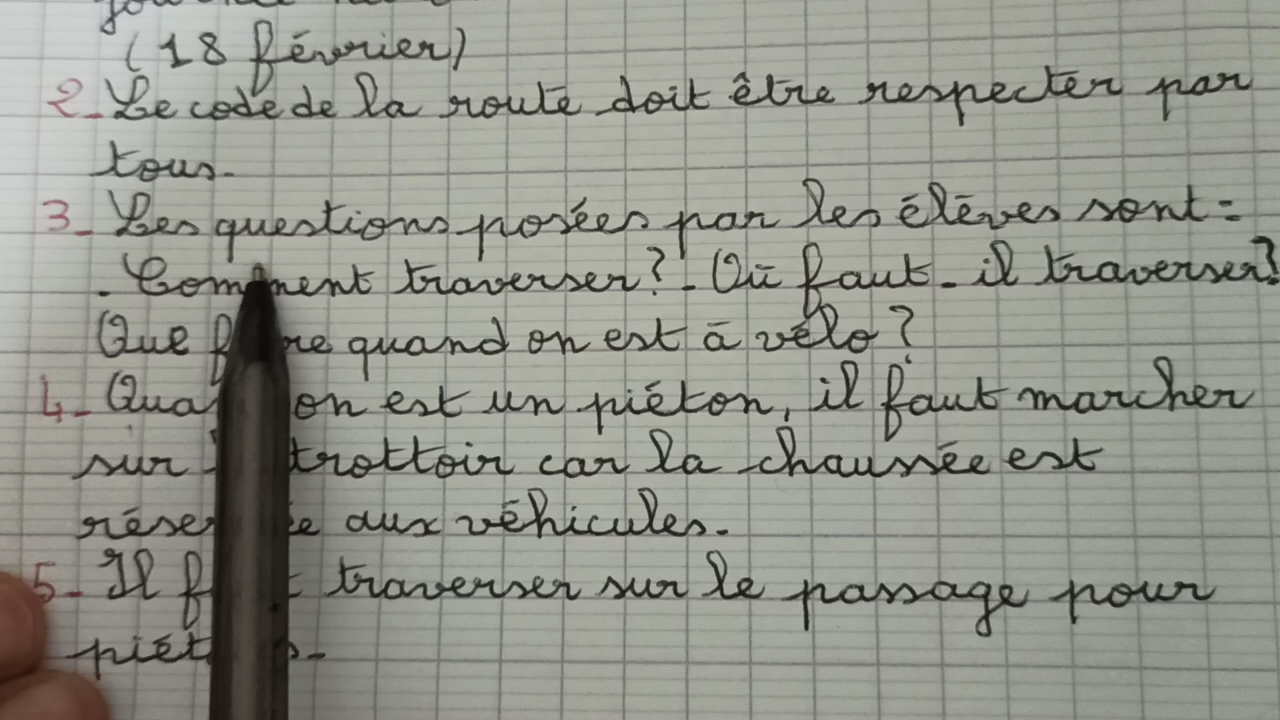 (18 février)
2- Le code de la route doit être respecter par
tous.
3- Les questions posées par les élèves sont :
- Comment traverser ? - Où faut-il traverser ?
Que quand on est à vélo ?
4- on est un piéton, il faut marcher
sur trottoir car la chaussée est
aux véhicules.
5- Il traverser sur le passage pour